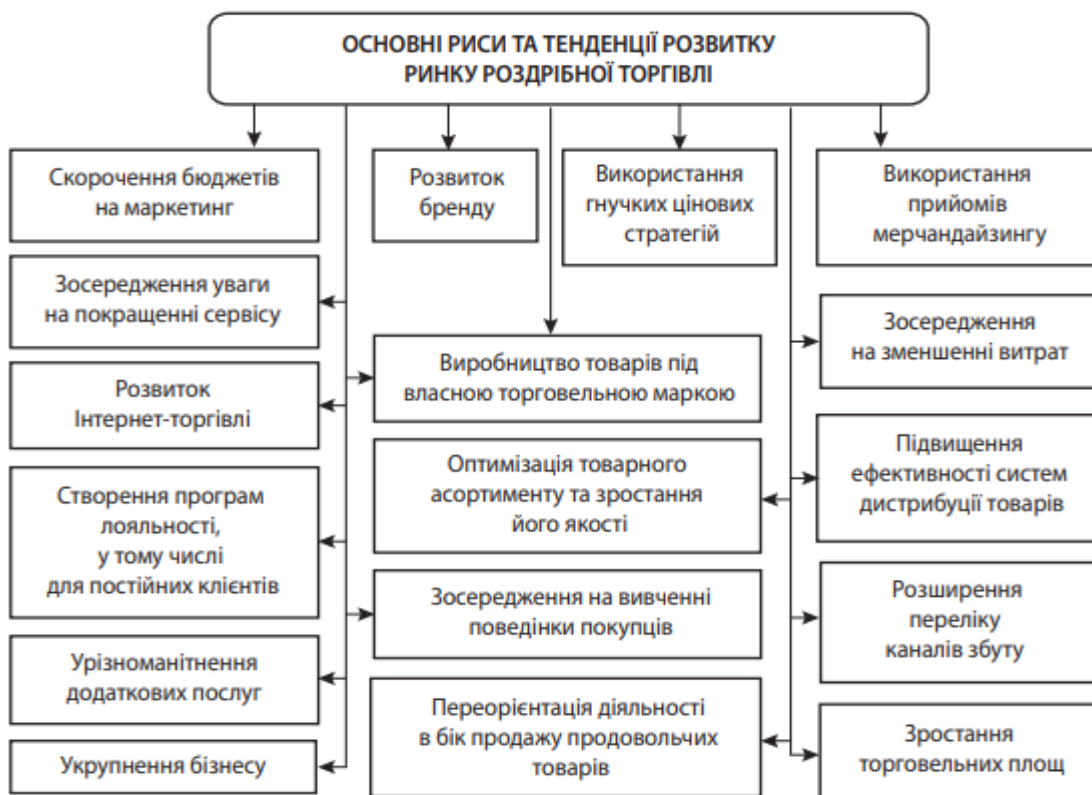 ОСНОВНІ РИСИ ТА ТЕНДЕНЦІЇ РОЗВИТКУ
РИНКУ РОЗДРІБНОЇ ТОРГІВЛІ
Скорочення бюджетів
на маркетинг
Розвиток
бренду
Використання
гнучких цінових
стратегій
Використання
прийомів
мерчандайзингу
Зосередження уваги
на покращенні сервісу
Розвиток
Інтернет-торгівлі
Створення програм
лояльності,
у тому числі
для постійних клієнтів
Урізноманітнення
додаткових послуг
Укрупнення бізнесу
Виробництво товарів під
власною торговельною маркою
Оптимізація товарного
асортименту та зростання
його якості
Зосередження на вивченні
поведінки покупців
Переорієнтація діяльності
в бік продажу продовольчих
товарів
Зосередження
на зменшенні витрат
Підвищення
ефективності систем
дистрибуції товарів
Розширення
переліку
каналів збуту
Зростання
торговельних площ